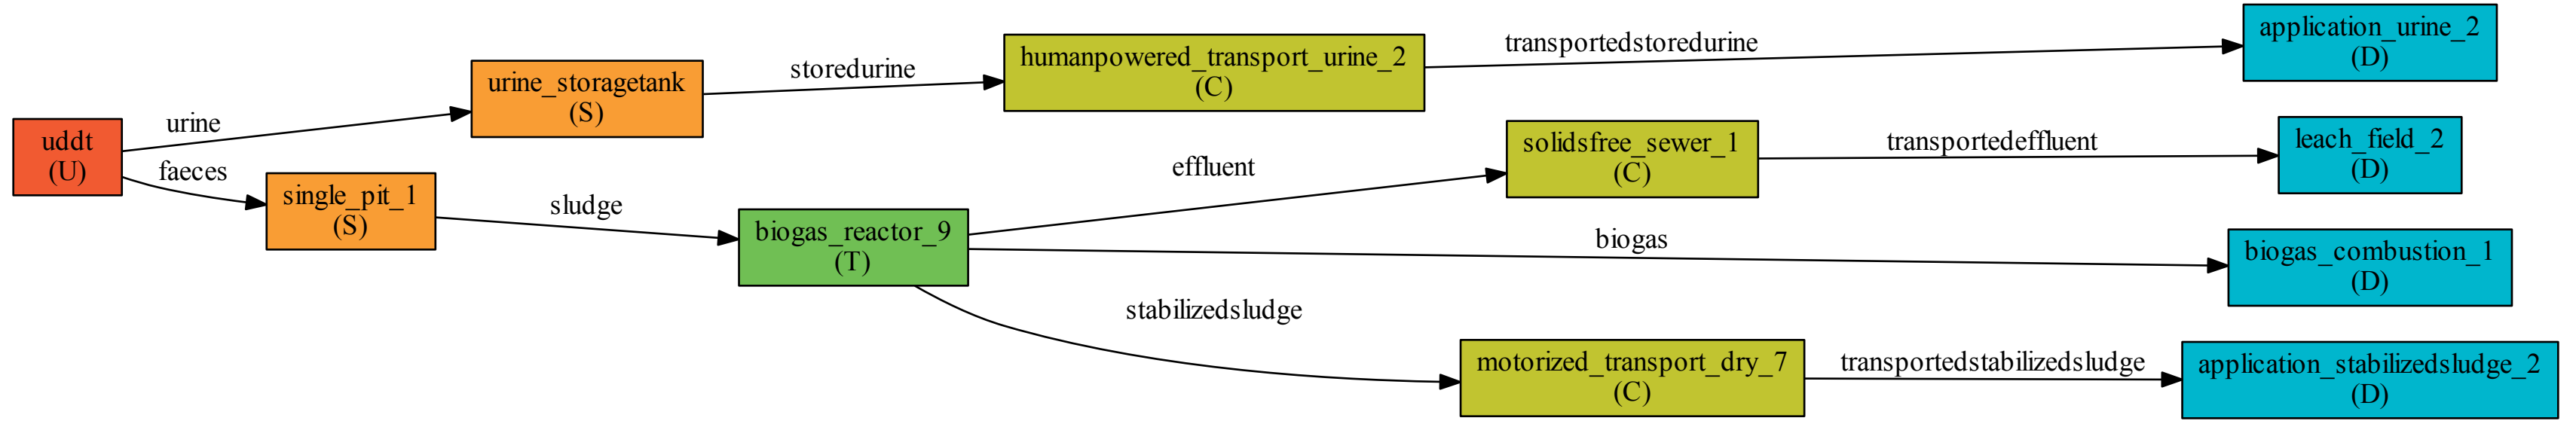 uddt
(U)
urine
faeces
urine_storagetank
(S)
single_pit_1
(S)
storedurine
sludge
biogas_reactor_9
(T)
humanpowered_transport_urine_2
(C)
effluent
biogas
stabilizedsludge
solidsfree_sewer_1
(C)
motorized_transport_dry_7
(C)
transportedstoredurine
transportedeffluent
transportedstabilizedsludge
application_urine_2
(D)
leach_field_2
(D)
biogas_combustion_1
(D)
application_stabilizedsludge_2
(D)